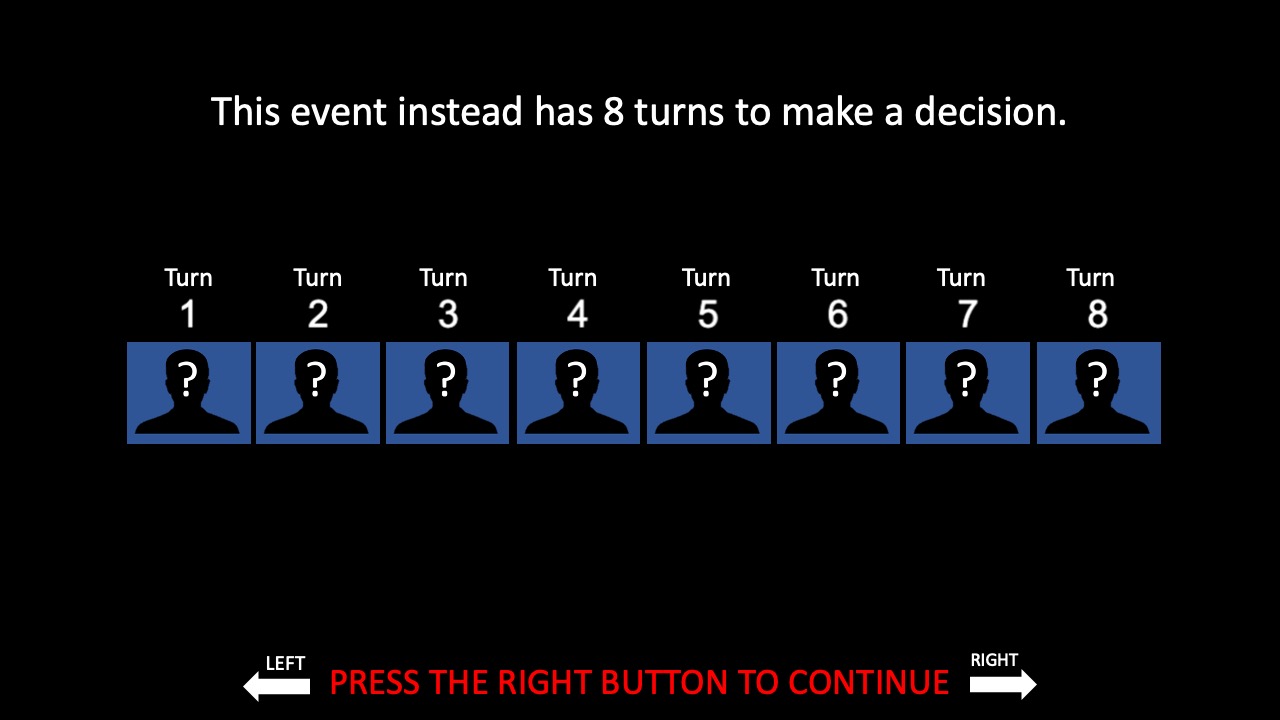 This event instead has 8 turns to make a decision.
Turn Turn Turn Turn Turn Turn Turn Turn
1 2 3 4 5 6 7 8
? ? ? ? ? ? ? ?
LEFT RIGHT
PRESS THE RIGHT BUTTON TO CONTINUE